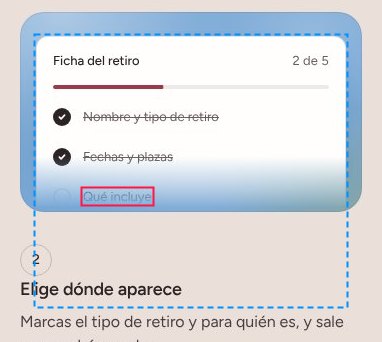 Ficha del retiro 2 de 5
Nombre y tipo de retiro
Fechas y plazas
Qué incluye
2
Elige dónde aparece
Marcas el tipo de retiro y para quién es, y sale